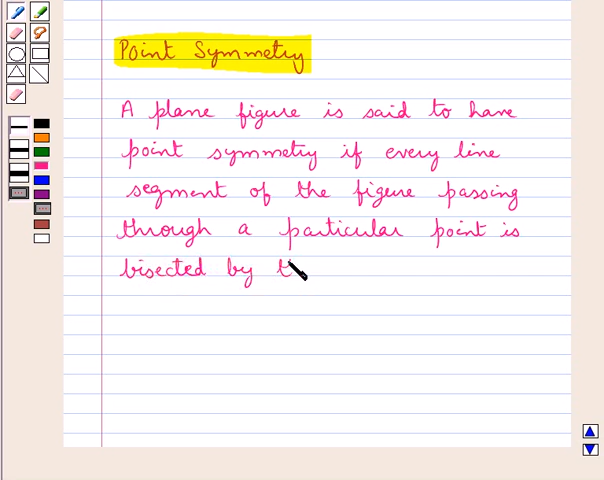 Point Symmetry
A plane figure is said to have
point symmetry if every line
segment of the figure passing
through a particular point is
bisected by t